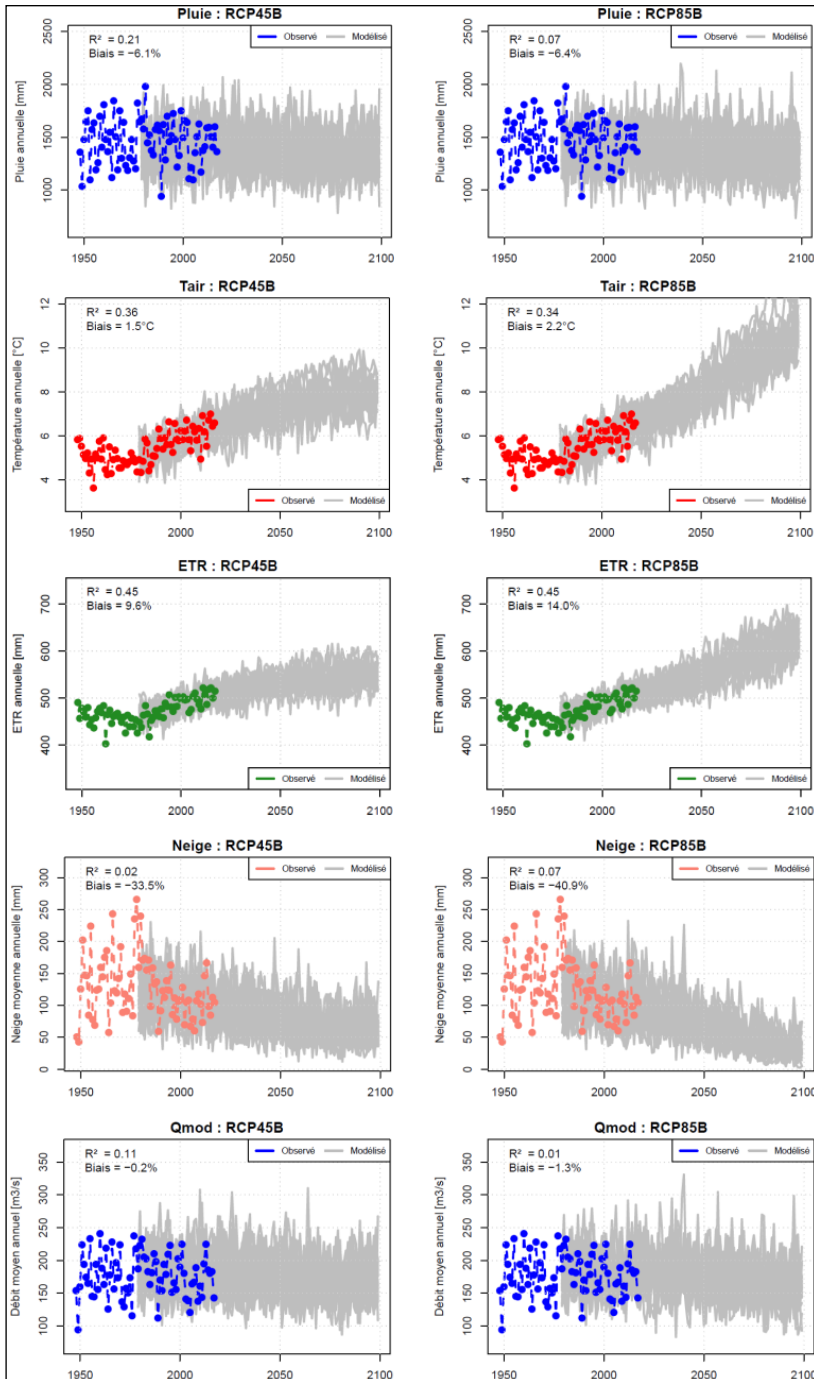 Pluie : RCP45B
R² = 0.21
Biais = −6.1%
Observé Modélisé
Pluie annuelle [mm]
2500
2000
1500
1000
1950 2000 2050 2100
Pluie : RCP85B
R² = 0.07
Biais = −6.4%
Observé Modélisé
Pluie annuelle [mm]
2500
2000
1500
1000
1950 2000 2050 2100
Tair : RCP45B
R² = 0.36
Biais = 1.5°C
Température annuelle [°C]
12
10
8
6
4
Observé Modélisé
1950 2000 2050 2100
Tair : RCP85B
R² = 0.34
Biais = 2.2°C
Température annuelle [°C]
12
10
8
6
4
Observé Modélisé
1950 2000 2050 2100
ETR : RCP45B
R² = 0.45
Biais = 9.6%
ETR annuelle [mm]
700
600
500
400
Observé Modélisé
1950 2000 2050 2100
ETR : RCP85B
R² = 0.45
Biais = 14.0%
ETR annuelle [mm]
700
600
500
400
Observé Modélisé
1950 2000 2050 2100
Neige : RCP45B
R² = 0.02
Biais = −33.5%
Observé Modélisé
Neige moyenne annuelle [mm]
300
250
200
150
100
50
0
1950 2000 2050 2100
Neige : RCP85B
R² = 0.07
Biais = −40.9%
Observé Modélisé
Neige moyenne annuelle [mm]
300
250
200
150
100
50
0
1950 2000 2050 2100
Qmod : RCP45B
R² = 0.11
Biais = −0.2%
Observé Modélisé
Débit moyen annuel [m3/s]
350
300
250
200
150
100
1950 2000 2050 2100
Qmod : RCP85B
R² = 0.01
Biais = −1.3%
Observé Modélisé
Débit moyen annuel [m3/s]
350
300
250
200
150
100
1950 2000 2050 2100